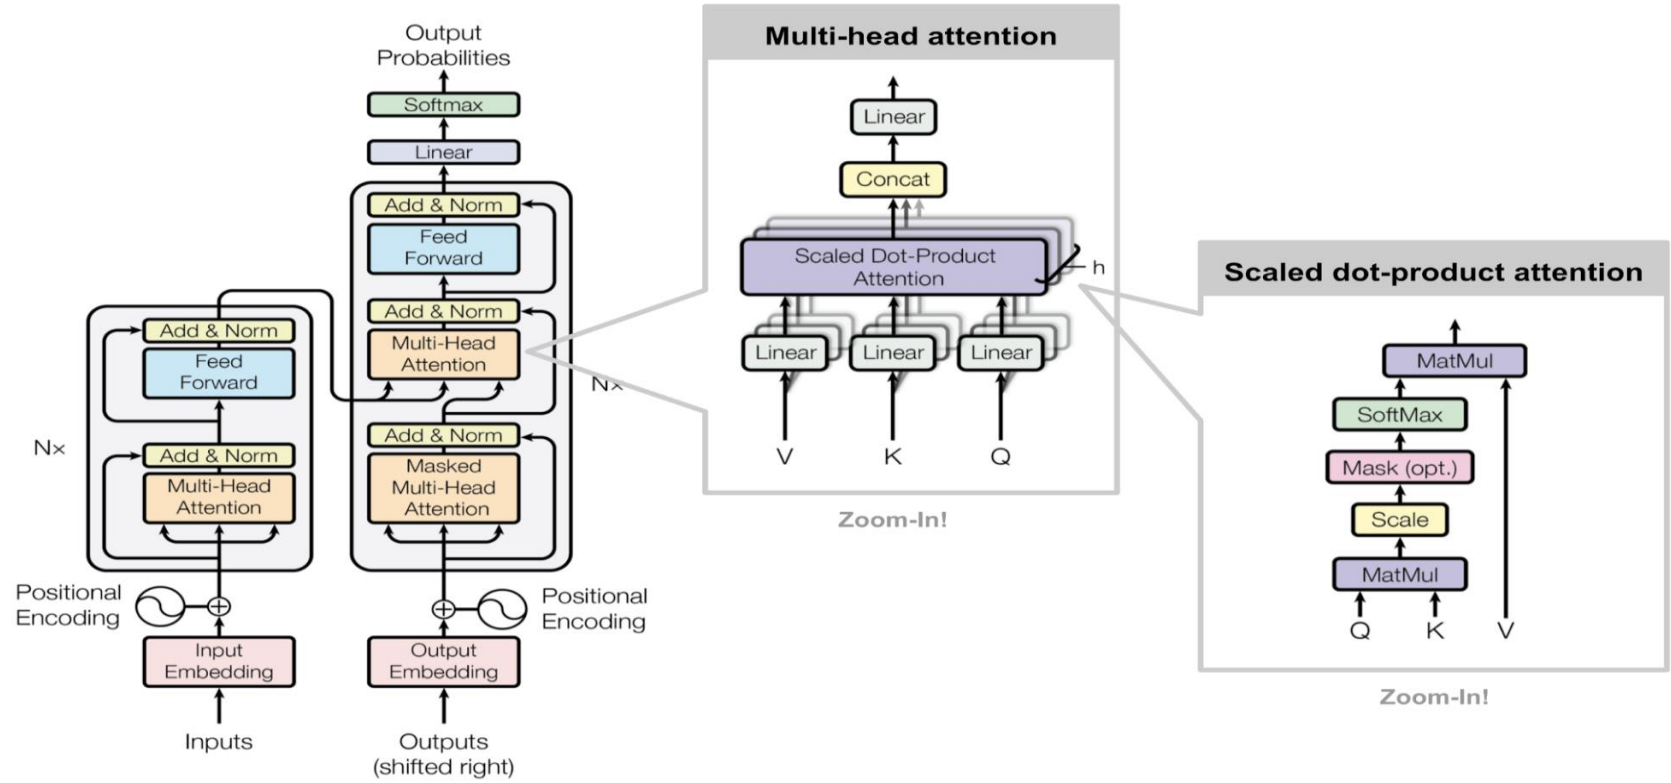 Output
Probabilities
Softmax
Linear
Add & Norm
Feed
Forward
Add & Norm
Multi-Head
Attention
Nx
Add & Norm
Masked
Multi-Head
Attention
Positional
Encoding
Output
Embedding
Outputs
(shifted right)
Add & Norm
Feed
Forward
Nx
Add & Norm
Multi-Head
Attention
Positional
Encoding
Input
Embedding
Inputs
Multi-head attention
Linear
Concat
Scaled Dot-Product
Attention
h
Linear Linear Linear
V K Q
Zoom-In!
Scaled dot-product attention
MatMul
SoftMax
Mask (opt.)
Scale
MatMul
Q K V
Zoom-In!